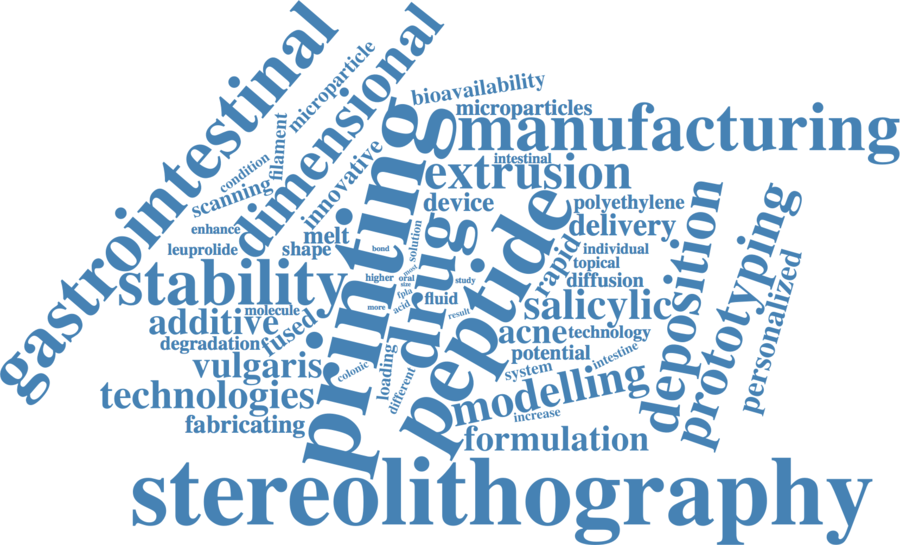 gastrointestinal
dimensional
microparticle
bioavailability
microparticles
manufacturing
filament
condition
scanning
innovative
printing
intestinal
extrusion
enhance
leuprolide
melt
shape
device
polyethylene
delivery
drug
peptide
rapid
individual
topical
diffusion
stability
bond
solution
higher
most
oral
size
study
fpla
acid
more
fluid
result
salicylic
deposition
prototyping
personalized
molecule
additive
fused
degradation
acne
technology
potential
vulgaris
colonic
loading
different
system
intestine
technologies
modelling
increase
fabricating
formulation
stereolithography